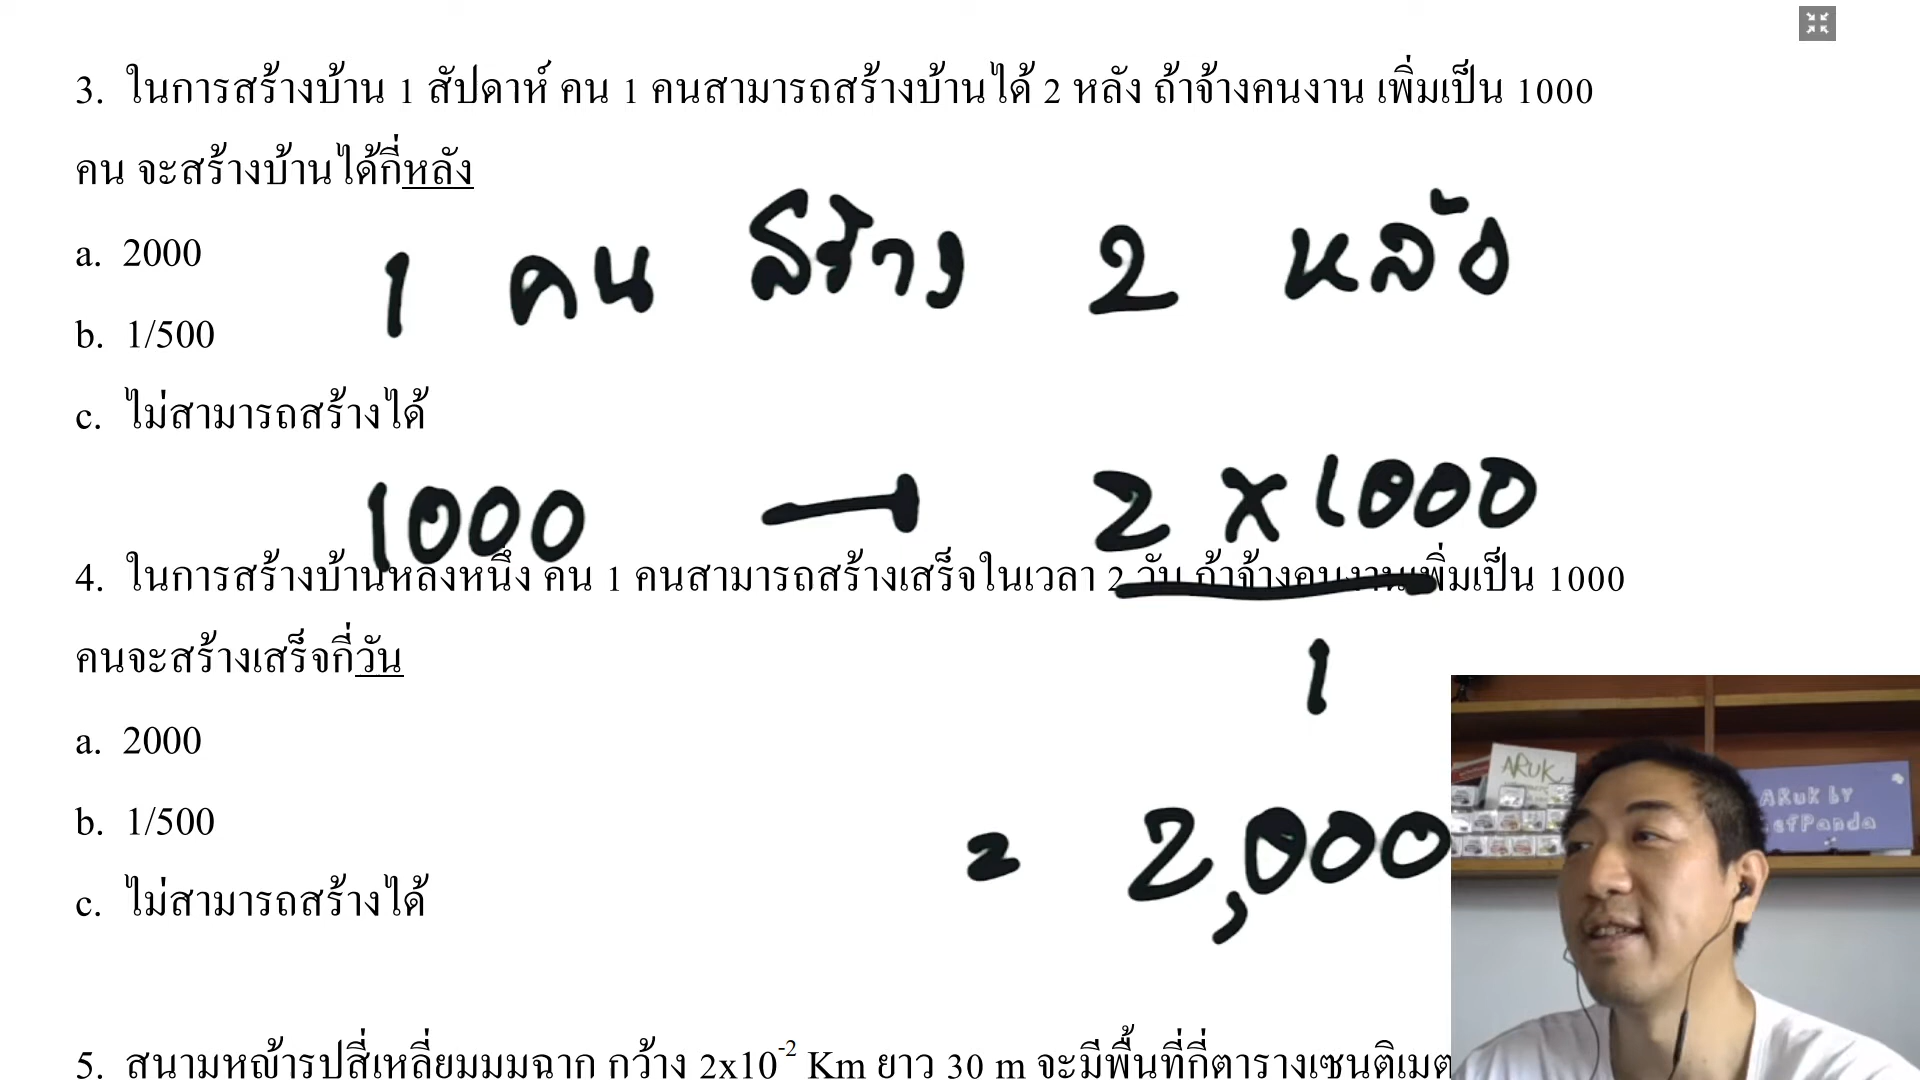 3. ในการสร้างบ้าน 1 สัปดาห์ คน 1 คนสามารถสร้างบ้านได้ 2 หลัง ถ้าจ้างคนงาน เพิ่มเป็น 1000
คน จะสร้างบ้านได้กี่หลัง
a. 2000
1 คน สร้าง 2 หลัง
b. 1/500
c. ไม่สามารถสร้างได้
1000 → 2 x 1000
4. ในการสร้างบ้านหลังหนึ่ง คน 1 คนสามารถสร้างเสร็จในเวลา 2 วัน ถ้าจ้างคนงานเพิ่มเป็น 1000
คนจะสร้างเสร็จกี่วัน
1
a. 2000
b. 1/500
= 2,000
c. ไม่สามารถสร้างได้
5. สนามหญ้ารูปสี่เหลี่ยมมุมฉาก กว้าง 2x10⁻² Km ยาว 30 m จะมีพื้นที่กี่ตารางเซนติเมต
ARUK
ARUK by
efPanda